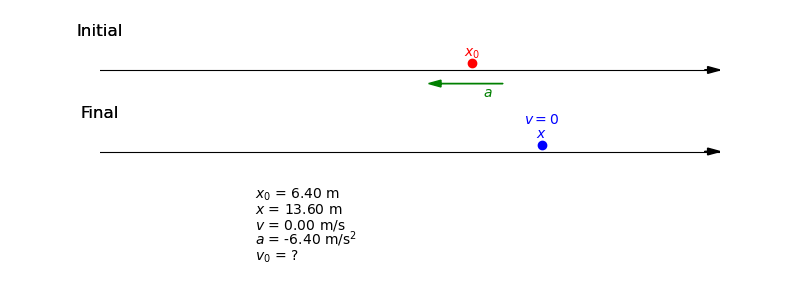 Initial
x₀
a
Final
v = 0
x
x₀ = 6.40 m
x = 13.60 m
v = 0.00 m/s
a = -6.40 m/s²
v₀ = ?